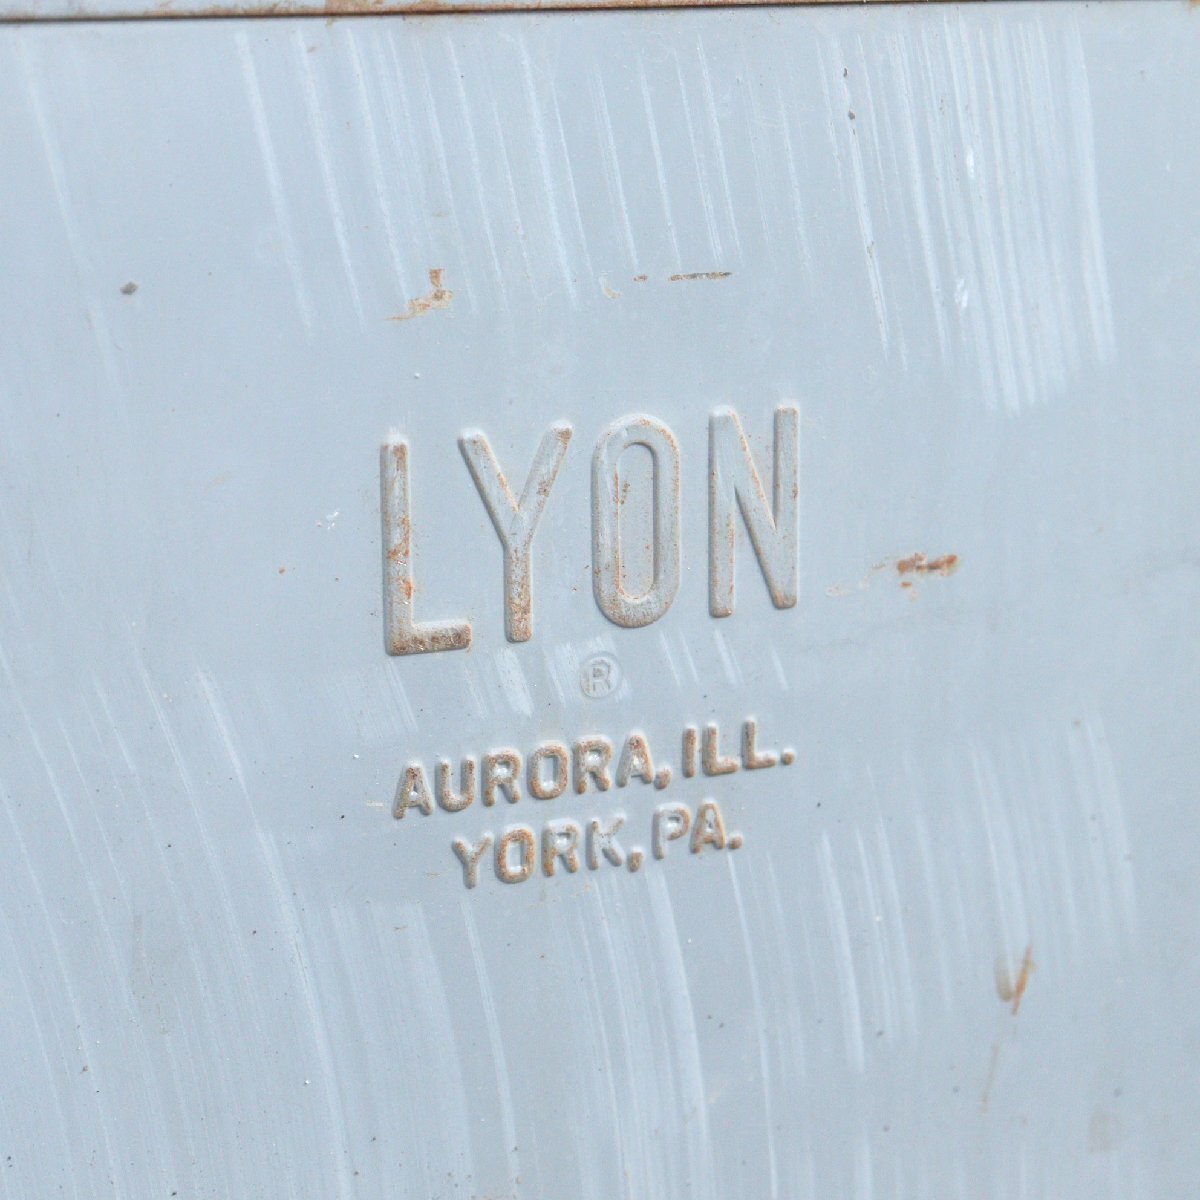 LYON
®
AURORA, ILL.
YORK, PA.